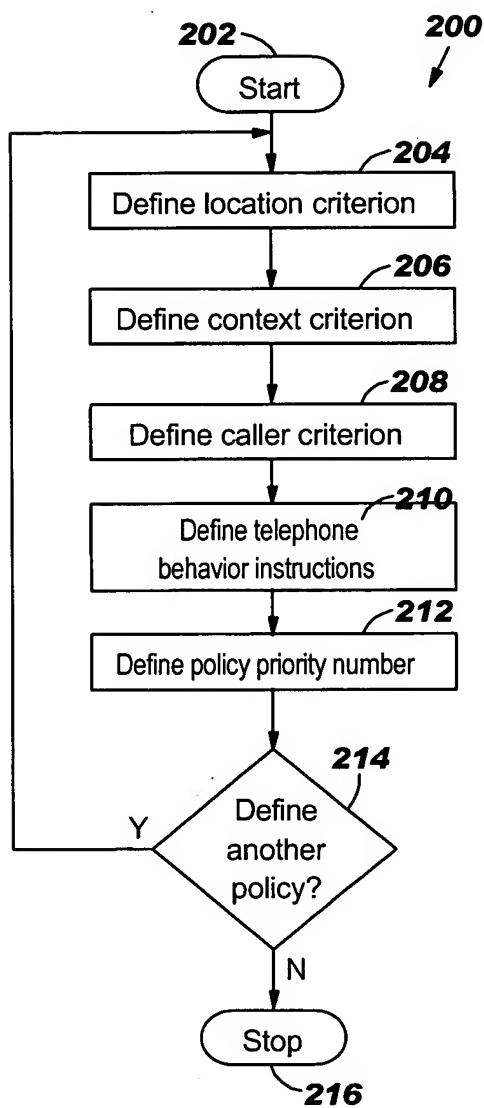 202
200
Start
204
Define location criterion
206
Define context criterion
208
Define caller criterion
210
Define telephone
behavior instructions
212
Define policy priority number
214
Y
Define
another
policy?
N
Stop
216